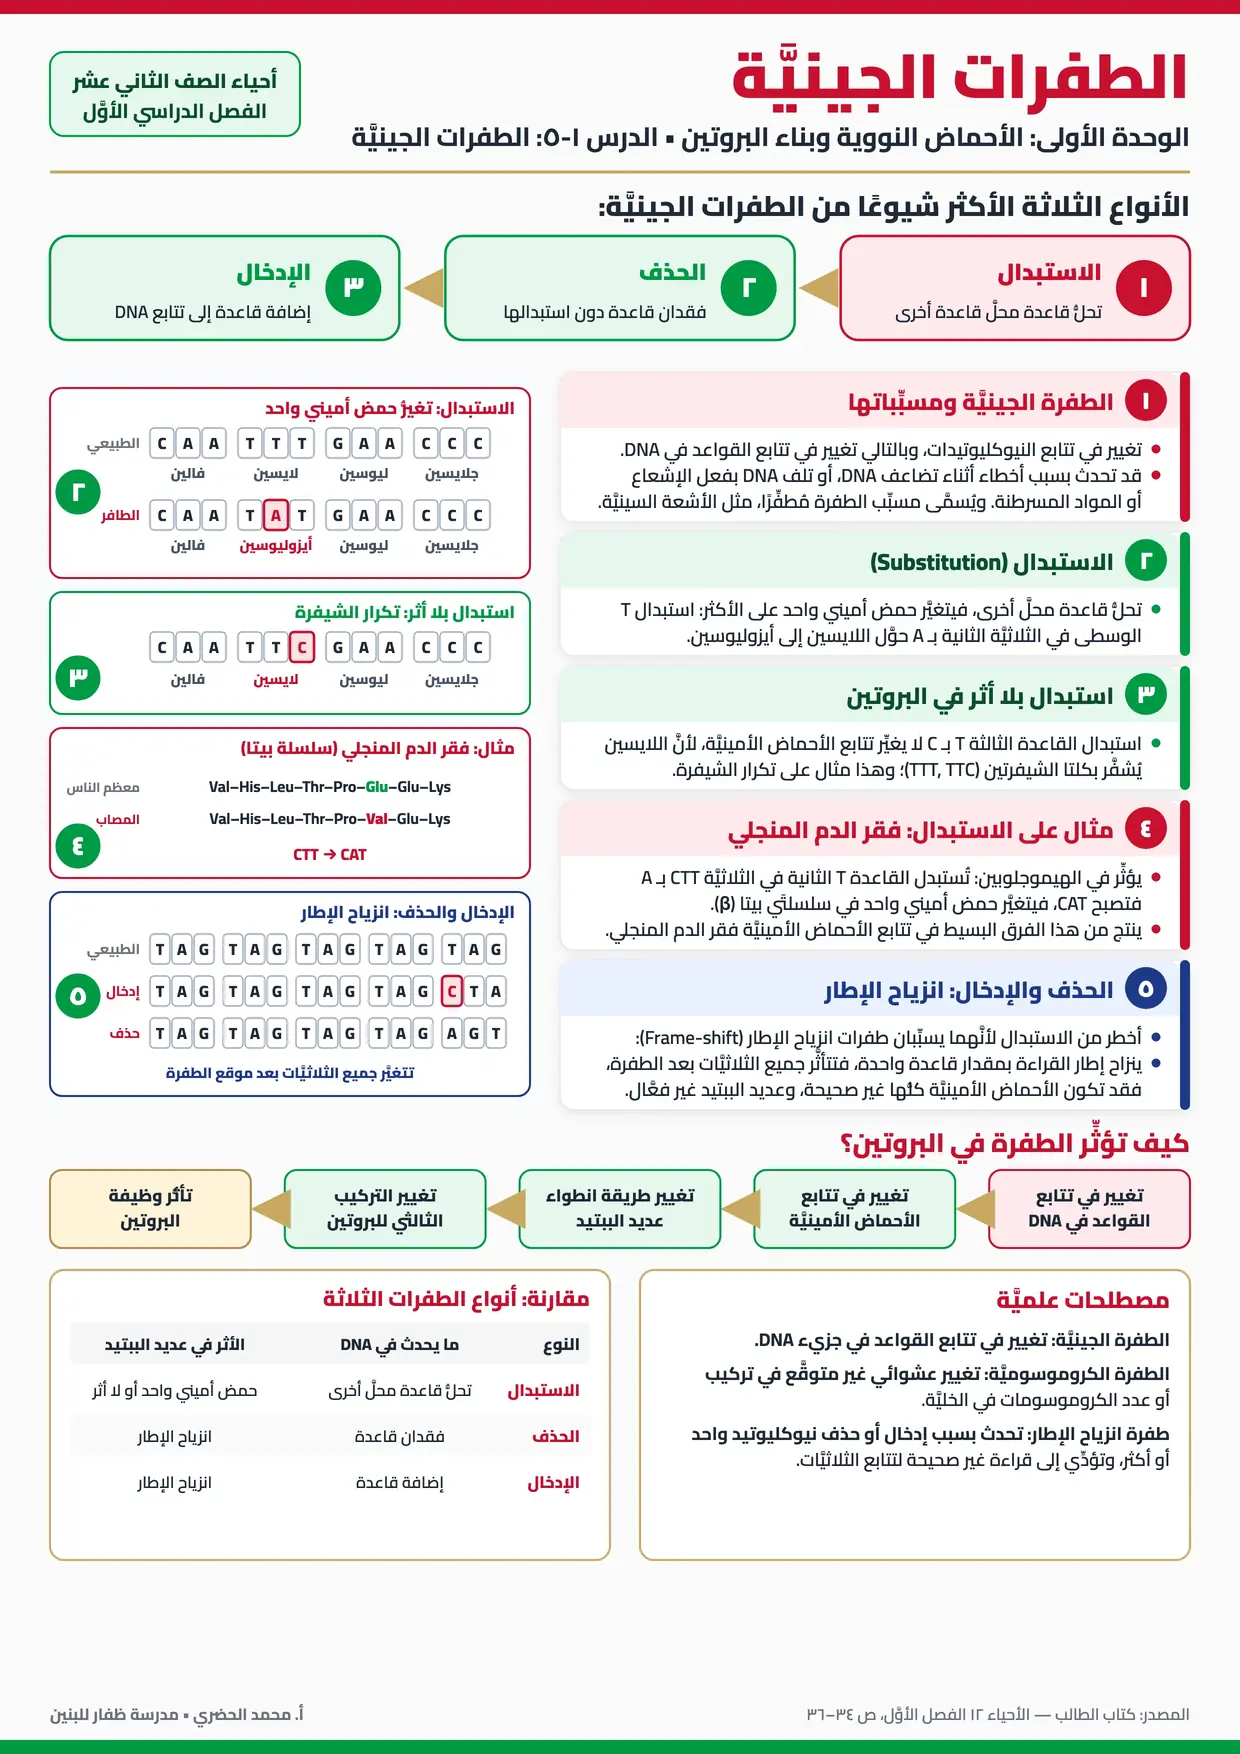 الطفرات الجينيَّة
أحياء الصف الثاني عشر
الفصل الدراسي الأوَّل
الوحدة الأولى: الأحماض النووية وبناء البروتين • الدرس ١-٥: الطفرات الجينيَّة
الأنواع الثلاثة الأكثر شيوعًا من الطفرات الجينيَّة:
١
الاستبدال
تحلُّ قاعدة محلَّ قاعدة أخرى
٢
الحذف
فقدان قاعدة دون استبدالها
٣
الإدخال
إضافة قاعدة إلى تتابع DNA
١ الطفرة الجينيَّة ومسبِّباتها
• تغيير في تتابع النيوكليوتيدات، وبالتالي تغيير في تتابع القواعد في DNA.
• قد تحدث بسبب أخطاء أثناء تضاعف DNA، أو تلف DNA بفعل الإشعاع
أو المواد المسرطنة. ويُسمَّى مسبِّب الطفرة مُطفِّرًا، مثل الأشعة السينيَّة.
٢ الاستبدال (Substitution)
• تحلُّ قاعدة محلَّ أخرى، فيتغيَّر حمض أميني واحد على الأكثر: استبدال T
الوسطى في الثلاثيَّة الثانية بـ A حوَّل اللايسين إلى أيزوليوسين.
٣ استبدال بلا أثر في البروتين
• استبدال القاعدة الثالثة T بـ C لا يغيِّر تتابع الأحماض الأمينيَّة، لأنَّ اللايسين
يُشفَّر بكلتا الشيفرتين (TTT, TTC)؛ وهذا مثال على تكرار الشيفرة.
٤ مثال على الاستبدال: فقر الدم المنجلي
• يؤثِّر في الهيموجلوبين: تُستبدل القاعدة T الثانية في الثلاثيَّة CTT بـ A
فتصبح CAT، فيتغيَّر حمض أميني واحد في سلسلتَي بيتا (β).
• ينتج من هذا الفرق البسيط في تتابع الأحماض الأمينيَّة فقر الدم المنجلي.
٥ الحذف والإدخال: انزياح الإطار
• أخطر من الاستبدال لأنَّهما يسبِّبان طفرات انزياح الإطار (Frame-shift):
• ينزاح إطار القراءة بمقدار قاعدة واحدة، فتتأثَّر جميع الثلاثيَّات بعد الطفرة،
فقد تكون الأحماض الأمينيَّة كلُّها غير صحيحة، وعديد الببتيد غير فعَّال.
الاستبدال: تغيُّر حمض أميني واحد
الطبيعي C A A T T T G A A C C C
فالين لايسين ليوسين جلايسين
٢
الطافر C A A T A T G A A C C C
فالين أيزوليوسين ليوسين جلايسين
استبدال بلا أثر: تكرار الشيفرة
C A A T T C G A A C C C
فالين لايسين ليوسين جلايسين
٣
مثال: فقر الدم المنجلي (سلسلة بيتا)
معظم الناس Val–His–Leu–Thr–Pro–Glu–Glu–Lys
المصاب Val–His–Leu–Thr–Pro–Val–Glu–Lys
٤
CTT → CAT
الإدخال والحذف: انزياح الإطار
الطبيعي T A G T A G T A G T A G T A G
٥
إدخال T A G T A G T A G T A G C T A
حذف T A G T A G T A G T A G A G T
تتغيَّر جميع الثلاثيَّات بعد موقع الطفرة
كيف تؤثِّر الطفرة في البروتين؟
تغيير في تتابع
القواعد في DNA
تغيير في تتابع
الأحماض الأمينيَّة
تغيير طريقة انطواء
عديد الببتيد
تغيير التركيب
الثالثي للبروتين
تأثُّر وظيفة
البروتين
مصطلحات علميَّة
الطفرة الجينيَّة: تغيير في تتابع القواعد في جزيء DNA.
الطفرة الكروموسوميَّة: تغيير عشوائي غير متوقَّع في تركيب
أو عدد الكروموسومات في الخليَّة.
طفرة انزياح الإطار: تحدث بسبب إدخال أو حذف نيوكليوتيد واحد
أو أكثر، وتؤدِّي إلى قراءة غير صحيحة لتتابع الثلاثيَّات.
مقارنة: أنواع الطفرات الثلاثة
النوع ما يحدث في DNA الأثر في عديد الببتيد
الاستبدال تحلُّ قاعدة محلَّ أخرى حمض أميني واحد أو لا أثر
الحذف فقدان قاعدة انزياح الإطار
الإدخال إضافة قاعدة انزياح الإطار
المصدر: كتاب الطالب — الأحياء ١٢ الفصل الأوَّل، ص ٣٤–٣٦
أ. محمد الحضري • مدرسة ظفار للبنين